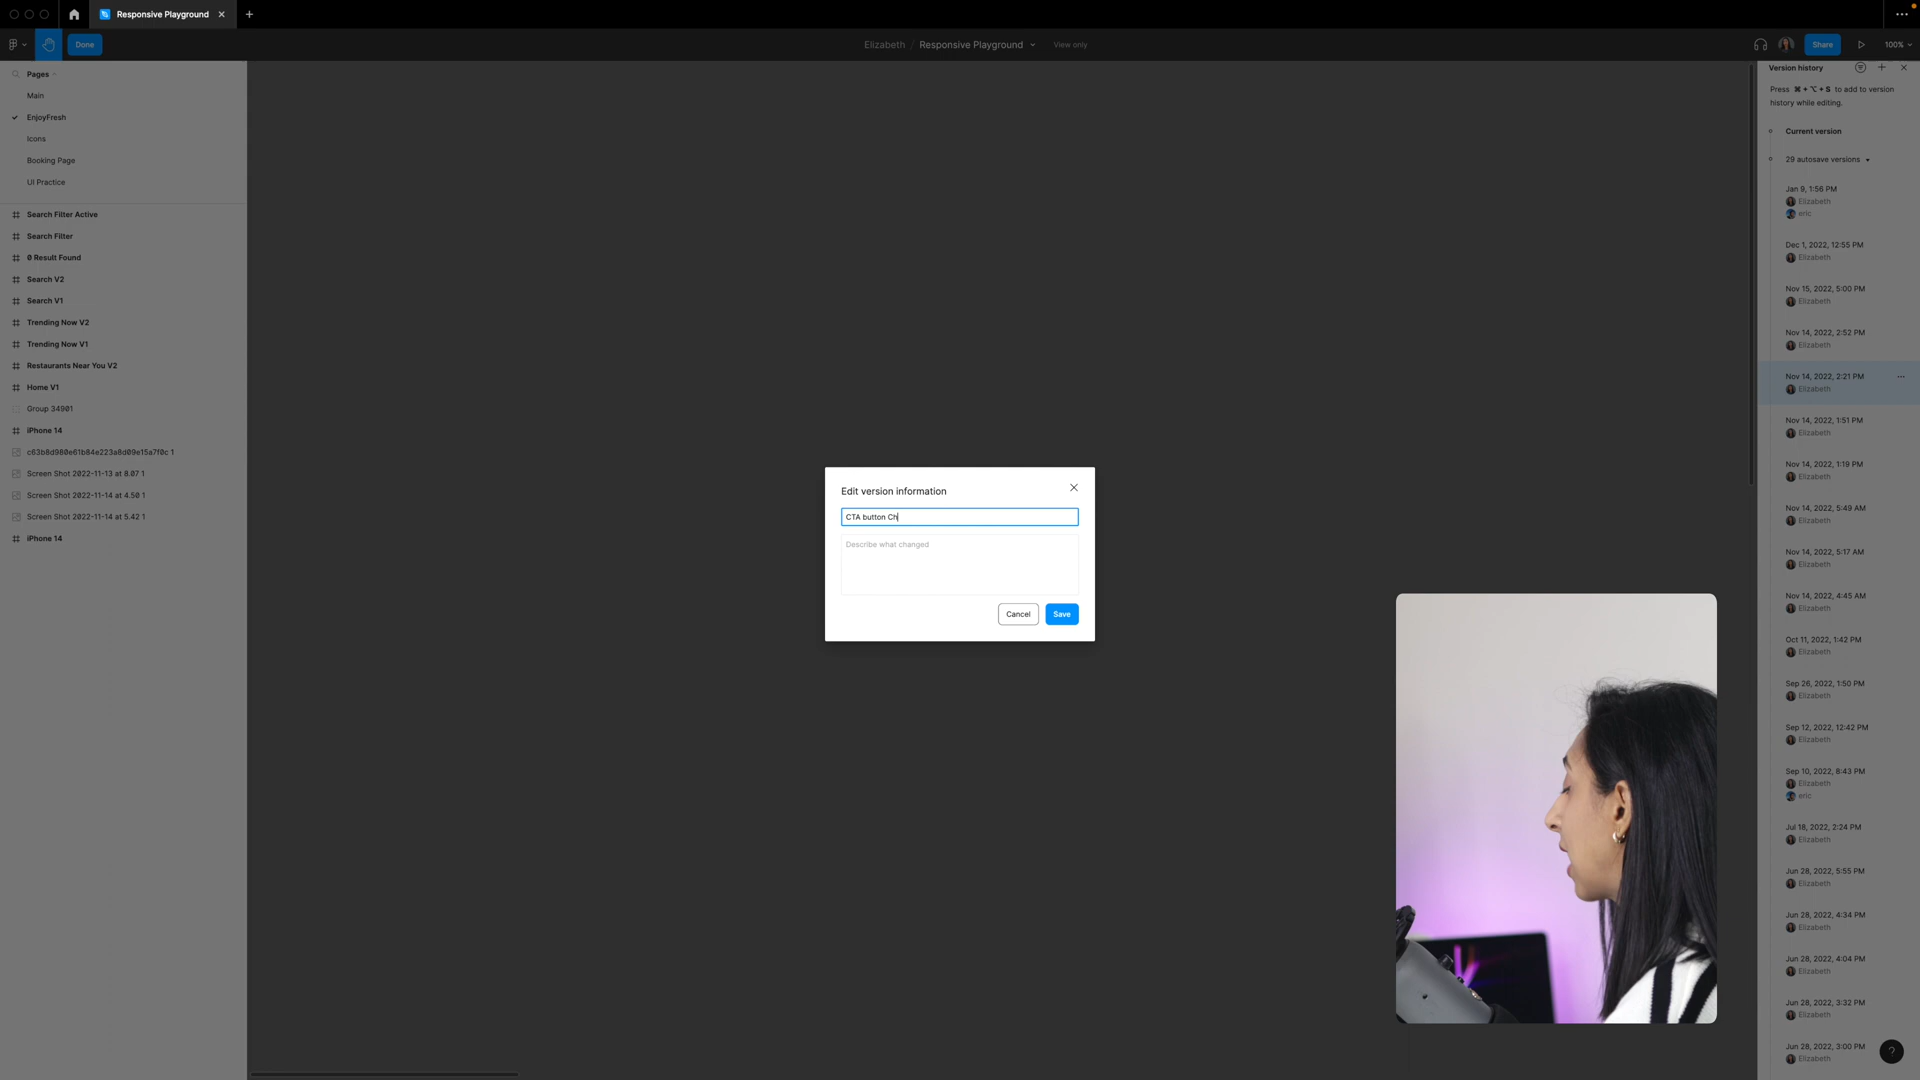 Responsive Playground
Done
Elizabeth / Responsive Playground
View only
Share
100%
Pages
Main
EnjoyFresh
Icons
Booking Page
UI Practice
Search Filter Active
Search Filter
0 Result Found
Search V2
Search V1
Trending Now V2
Trending Now V1
Restaurants Near You V2
Home V1
Group 34901
iPhone 14
c63b8d980e61b84e223a8d09e15a7f0c 1
Screen Shot 2022-11-13 at 8.07 1
Screen Shot 2022-11-14 at 4.50 1
Screen Shot 2022-11-14 at 5.42 1
iPhone 14
Edit version information
CTA button Ch
Describe what changed
Cancel
Save
Version history
Press ⌘ + ⌥ + S to add to version
history while editing.
Current version
29 autosave versions
Jan 9, 1:56 PM
Elizabeth
eric
Dec 1, 2022, 12:55 PM
Elizabeth
Nov 15, 2022, 5:00 PM
Elizabeth
Nov 14, 2022, 2:52 PM
Elizabeth
Nov 14, 2022, 2:21 PM
Elizabeth
Nov 14, 2022, 1:51 PM
Elizabeth
Nov 14, 2022, 1:19 PM
Elizabeth
Nov 14, 2022, 5:49 AM
Elizabeth
Nov 14, 2022, 5:17 AM
Elizabeth
Nov 14, 2022, 4:45 AM
Elizabeth
Oct 11, 2022, 1:42 PM
Elizabeth
Sep 26, 2022, 1:50 PM
Elizabeth
Sep 12, 2022, 12:42 PM
Elizabeth
Sep 10, 2022, 8:43 PM
Elizabeth
eric
Jul 18, 2022, 2:24 PM
Elizabeth
Jun 28, 2022, 5:55 PM
Elizabeth
Jun 28, 2022, 4:34 PM
Elizabeth
Jun 28, 2022, 4:04 PM
Elizabeth
Jun 28, 2022, 3:32 PM
Elizabeth
Jun 28, 2022, 3:00 PM
Elizabeth
?